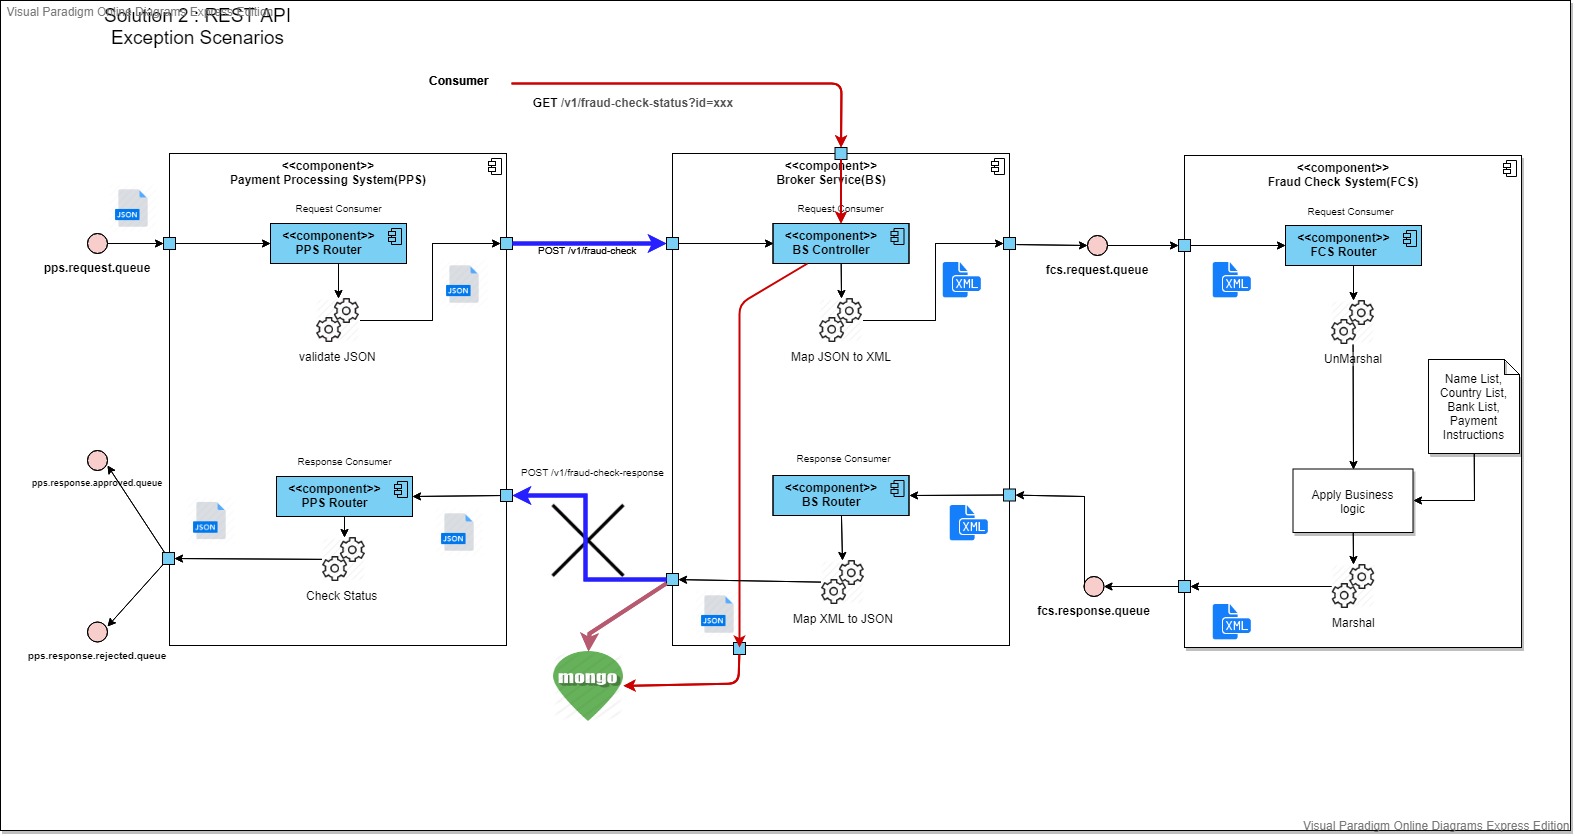 Visual Paradigm Online Diagrams Express Edition
Solution 2 : REST API
Exception Scenarios
Consumer
GET /v1/fraud-check-status?id=xxx
<<component>>
Payment Processing System(PPS)
Request Consumer
<<component>>
PPS Router
validate JSON
JSON
pps.request.queue
JSON
POST /v1/fraud-check
<<component>>
Broker Service(BS)
Request Consumer
<<component>>
BS Controller
Map JSON to XML
XML
fcs.request.queue
<<component>>
Fraud Check System(FCS)
Request Consumer
<<component>>
FCS Router
XML
UnMarshal
Name List,
Country List,
Bank List,
Payment
Instructions
Apply Business
logic
Marshal
XML
fcs.response.queue
Response Consumer
<<component>>
BS Router
XML
Map XML to JSON
JSON
POST /v1/fraud-check-response
mongo
Response Consumer
<<component>>
PPS Router
JSON
Check Status
JSON
pps.response.approved.queue
pps.response.rejected.queue
Visual Paradigm Online Diagrams Express Edition